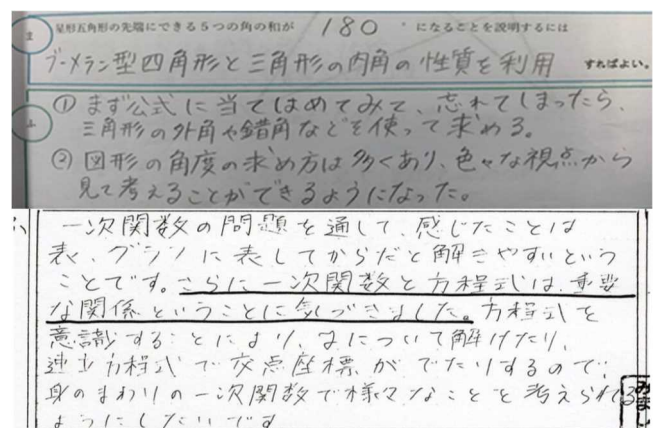 星形五角形の先端にできる5つの角の和が 180°になることを説明するには
ブーメラン型四角形と三角形の内角の性質を利用 すればよい。
① まず公式に当てはめてみて、忘れてしまったら、
三角形の外角や錯角などを使って求める。
② 図形の角度の求め方は多くあり、色々な視点から
見て考えることができるようになった。
一次関数の問題を通して、感じたことは
表、グラフに表してからだと解きやすいという
ことです。さらに一次関数と方程式は、重要
な関係ということに気づきました。方程式を
意識することにより、yについて解けたり、
連立方程式で交点座標がでたりするので、
身のまわりの一次関数で様々なことを考えられる
ようにしたいです